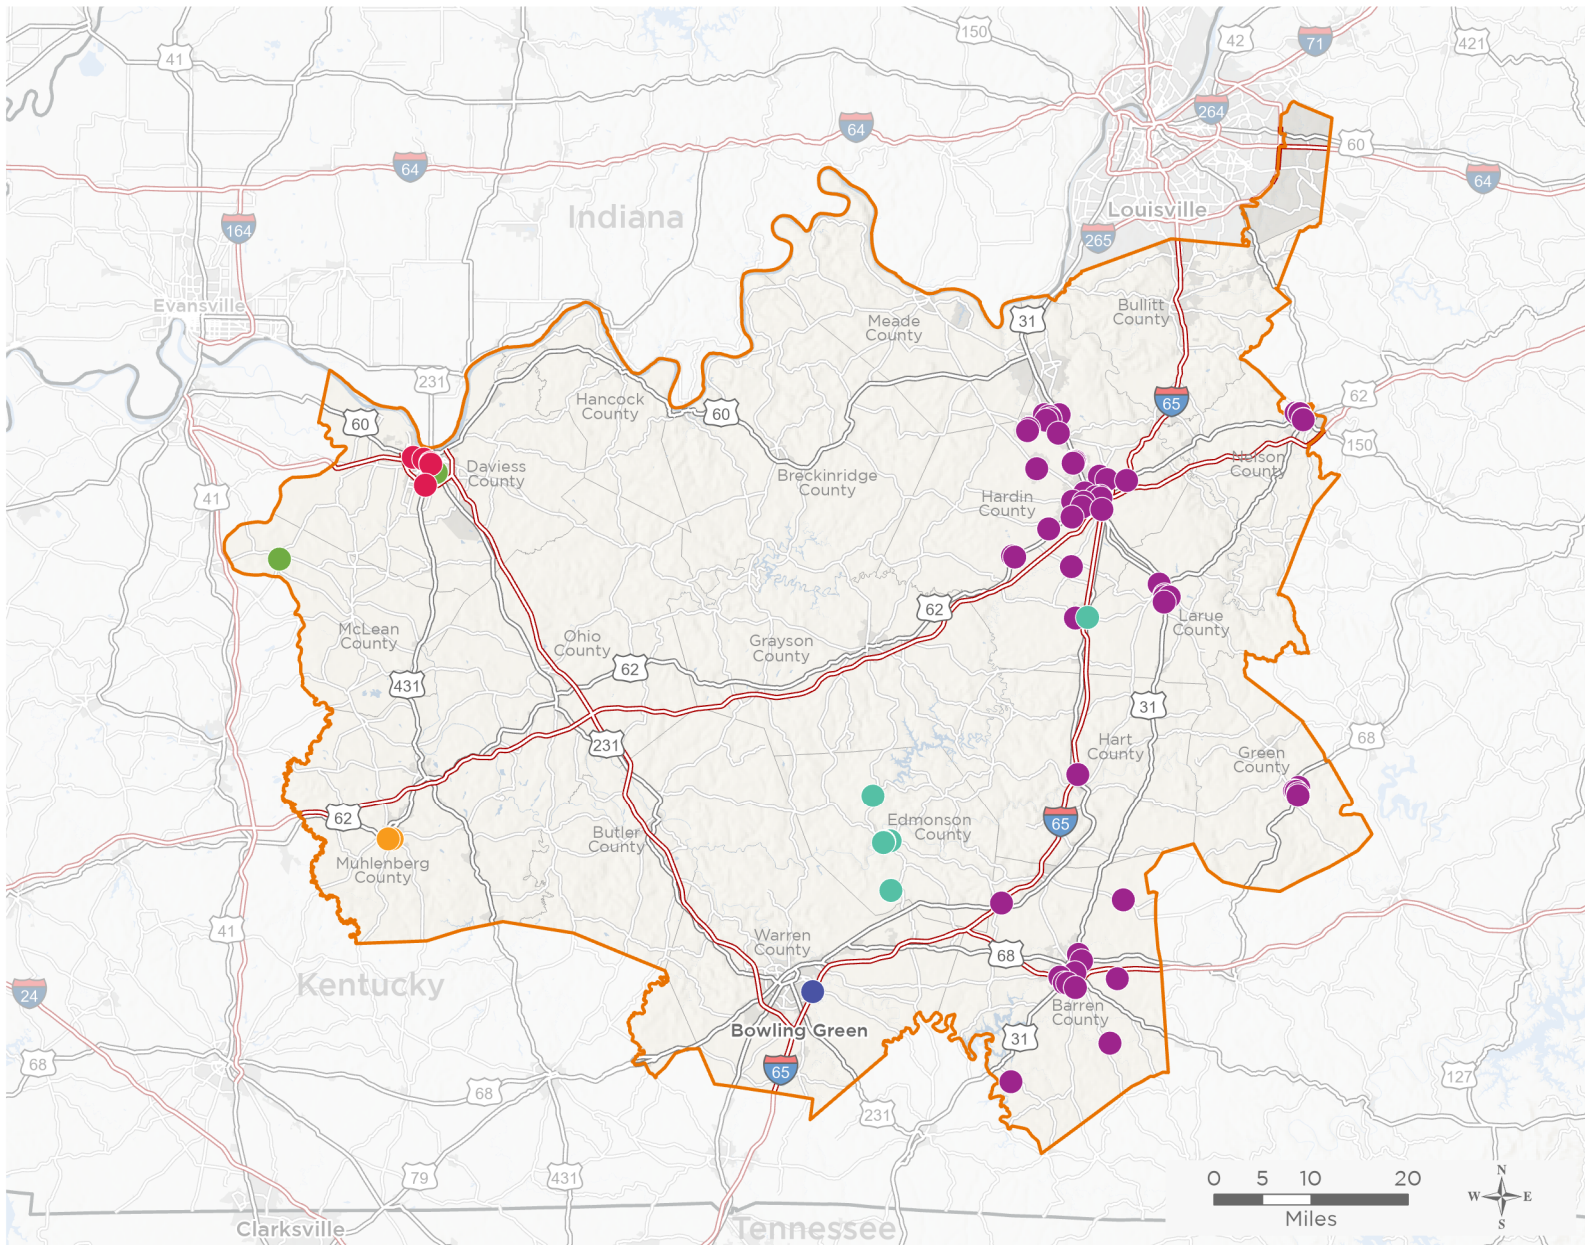 150
42
71
421
41
264
64
60
64
64
Indiana
Louisville
164
265
Evansville
Meade
County
31
Bullitt
County
231
Hancock
County
60
65
62
60
150
Daviess
County
Breckinridge
County
Nelson
County
41
Hardin
County
McLean
County
Ohio
County
62
Grayson
County
Larue
County
62
431
31
231
Hart
County
Green
County
68
62
Butler
County
Edmonson
County
65
Muhlenberg
County
41
Warren
County
68
Kentucky
24
Barren
County
Bowling Green
31
68
65
127
68
231
79
431
0 5 10 20
Miles
N
W E
S
Clarksville
Tennessee